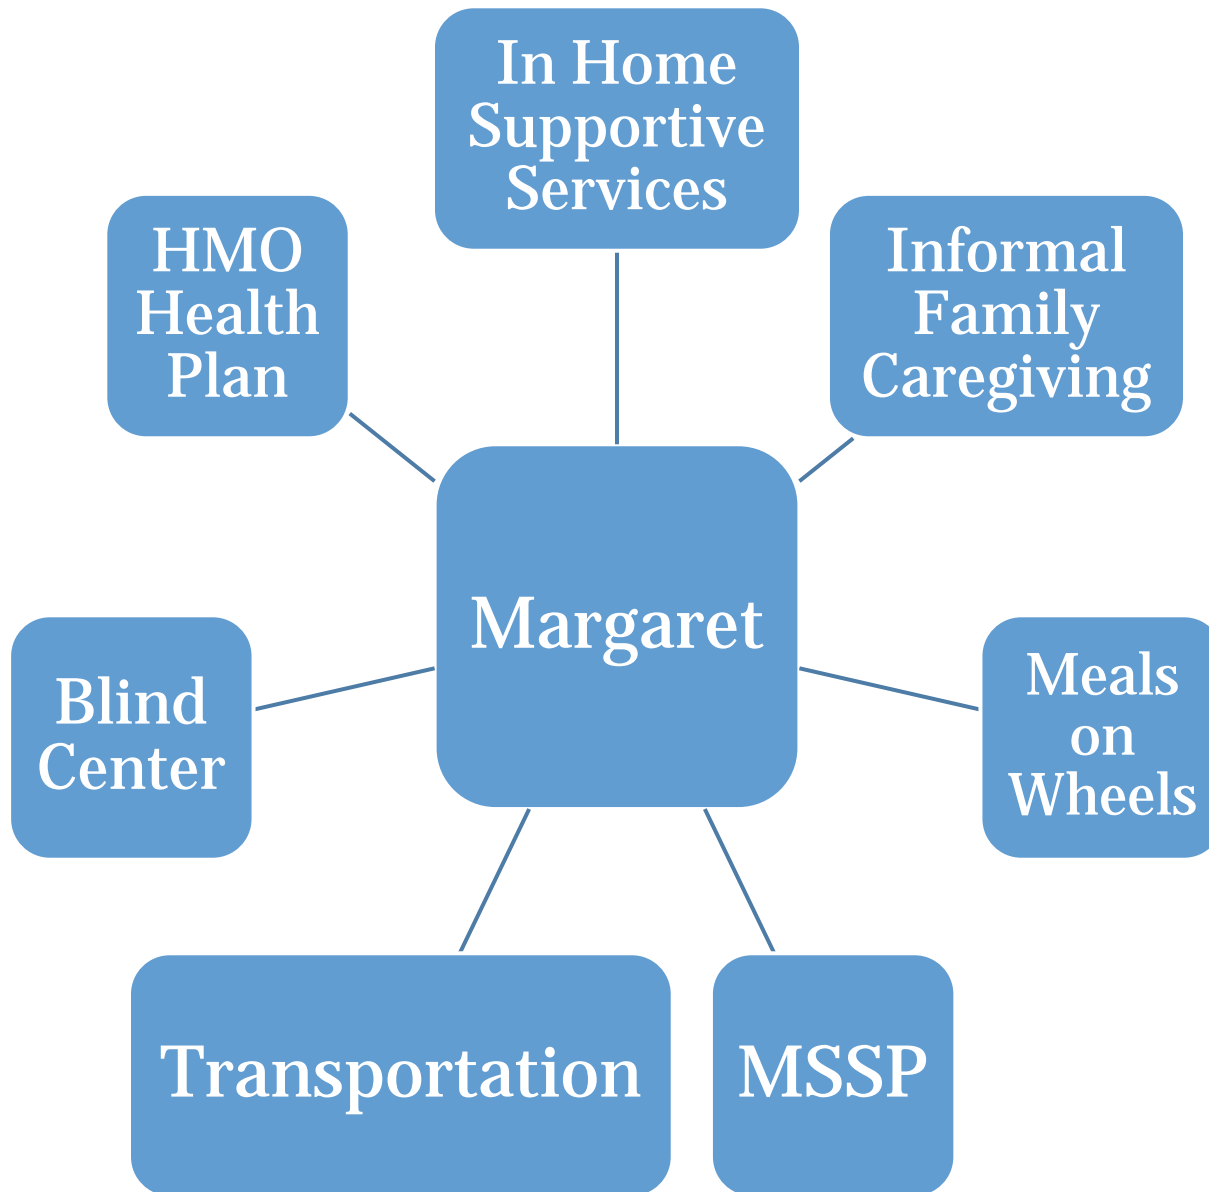 In Home
Supportive
Services
HMO
Health
Plan
Informal
Family
Caregiving
Margaret
Blind
Center
Meals
on
Wheels
Transportation
MSSP